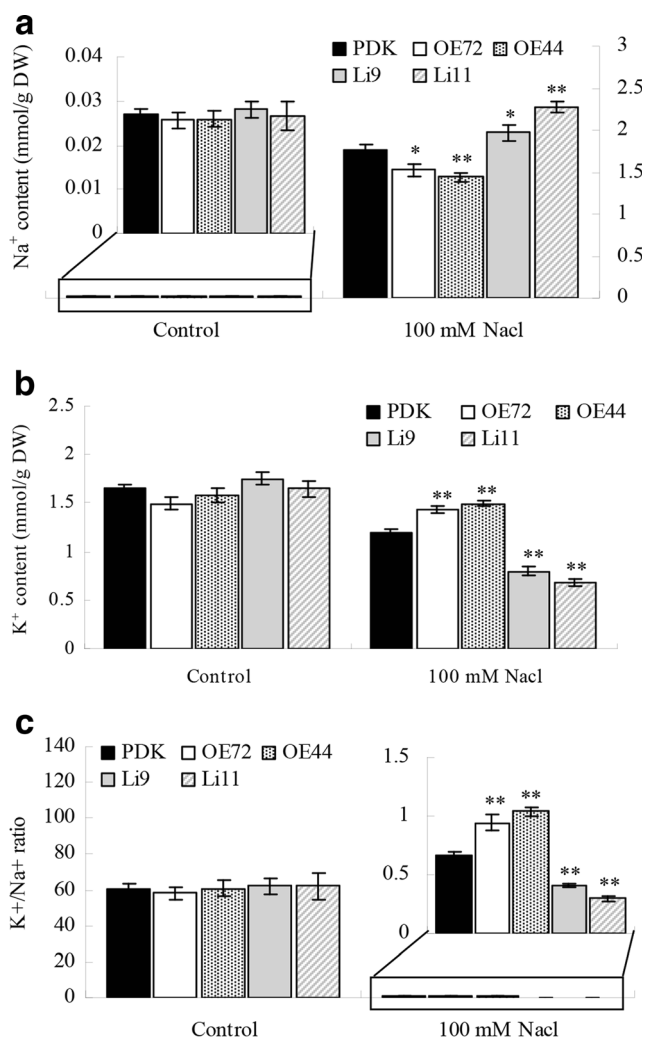 a
PDK OE72 OE44
Li9 Li11
Na+ content (mmol/g DW)
0.04
0.03
0.02
0.01
0
3
2.5
2
1.5
1
0.5
0
* ** * **
Control 100 mM Nacl
b
PDK OE72 OE44
Li9 Li11
K+ content (mmol/g DW)
2.5
2
1.5
1
0.5
0
** ** ** **
Control 100 mM Nacl
c
PDK OE72 OE44
Li9 Li11
K+/Na+ ratio
140
120
100
80
60
40
20
0
1.5
1
0.5
0
** ** ** **
Control 100 mM Nacl